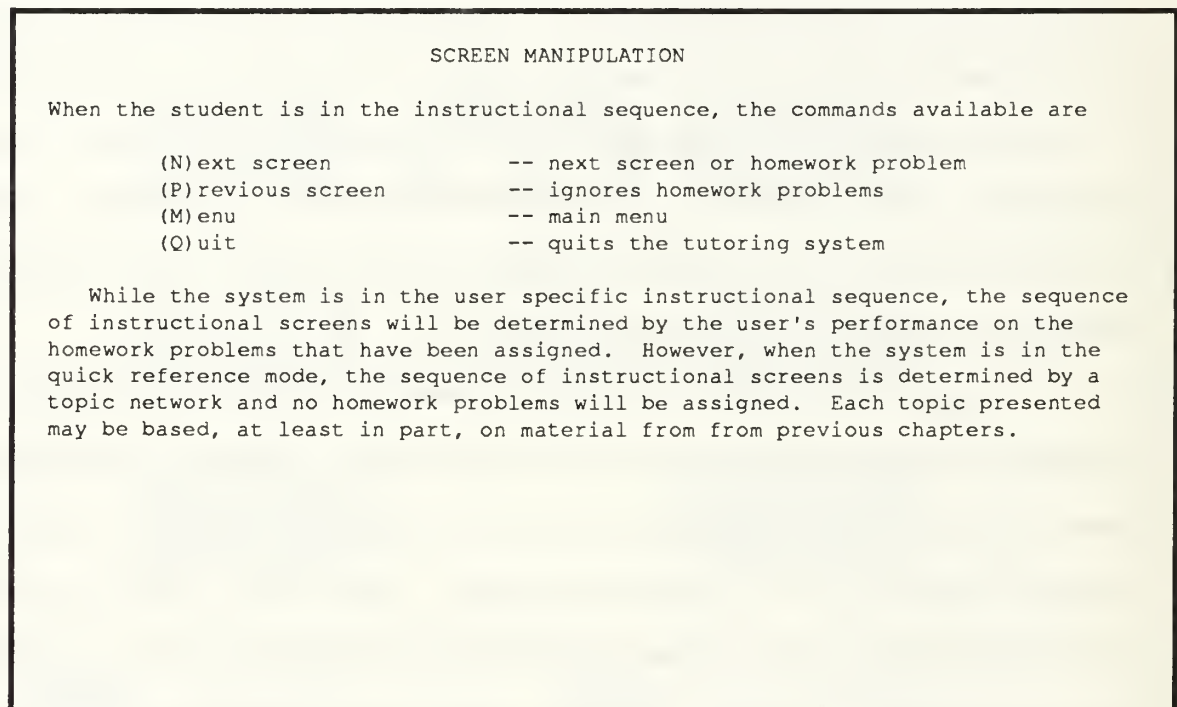 SCREEN MANIPULATION
When the student is in the instructional sequence, the commands available are
(N)ext screen -- next screen or homework problem
(P)revious screen -- ignores homework problems
(M)enu -- main menu
(Q)uit -- quits the tutoring system
While the system is in the user specific instructional sequence, the sequence
of instructional screens will be determined by the user's performance on the
homework problems that have been assigned. However, when the system is in the
quick reference mode, the sequence of instructional screens is determined by a
topic network and no homework problems will be assigned. Each topic presented
may be based, at least in part, on material from from previous chapters.